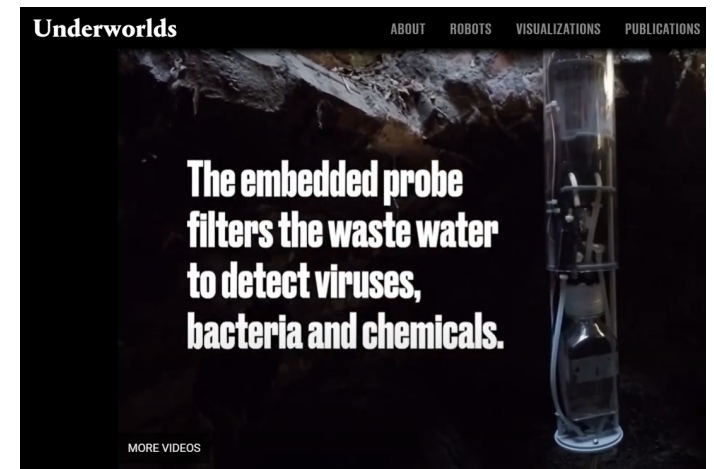 Underworlds
ABOUT ROBOTS VISUALIZATIONS PUBLICATIONS
The embedded probe
filters the waste water
to detect viruses,
bacteria and chemicals.
MORE VIDEOS